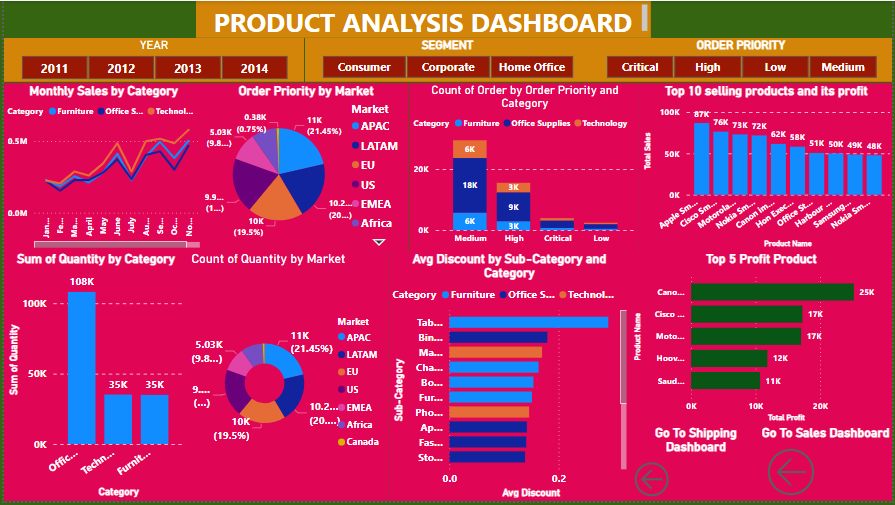 PRODUCT ANALYSIS DASHBOARD
YEAR
SEGMENT
ORDER PRIORITY
2011
2012
2013
2014
Consumer
Corporate
Home Office
Critical
High
Low
Medium
Monthly Sales by Category
Category Furniture Office S... Technol...
0.5M
0.0M
Jan...
Fe...
Ma...
April
May
June
July
Au...
Se...
Oc...
No...
Order Priority by Market
0.38K
(0.75%)
5.03K
(9.8...)
9.9...
(1...)
10K
(19.5%)
10.2...
(20...)
11K
(21.45%)
Market
APAC
LATAM
EU
US
EMEA
Africa
Count of Order by Order Priority and
Category
Category Furniture Office Supplies Technology
20K
0K
6K
18K
6K
3K
9K
3K
Medium
High
Critical
Low
Top 10 selling products and its profit
Total Sales
100K
50K
0K
87K
76K
73K
72K
62K
58K
51K
50K
49K
48K
Apple Sm...
Cisco Sm...
Motorola...
Nokia Sm...
Canon Im...
Hon Exec...
Office St...
Harbour ...
Samsung...
Nokia Sm...
Product Name
Sum of Quantity by Category
Sum of Quantity
100K
50K
0K
108K
35K
35K
Offic...
Techn...
Furnit...
Category
Count of Quantity by Market
5.03K
(9.8...)
9....
(...)
10K
(19.5%)
10.2...
(20....)
11K
(21.45%)
Market
APAC
LATAM
EU
US
EMEA
Africa
Canada
Avg Discount by Sub-Category and
Category
Category Furniture Office S... Technol...
Sub-Category
Tab...
Bin...
Ma...
Cha...
Bo...
Fur...
Pho...
Ap...
Fas...
Sto...
0.0
0.2
Avg Discount
Top 5 Profit Product
Product Name
Cano...
Cisco ...
Moto...
Hoov...
Saud...
25K
17K
17K
12K
11K
0K
10K
20K
Total Profit
Go To Shipping
Dashboard
Go To Sales Dashboard